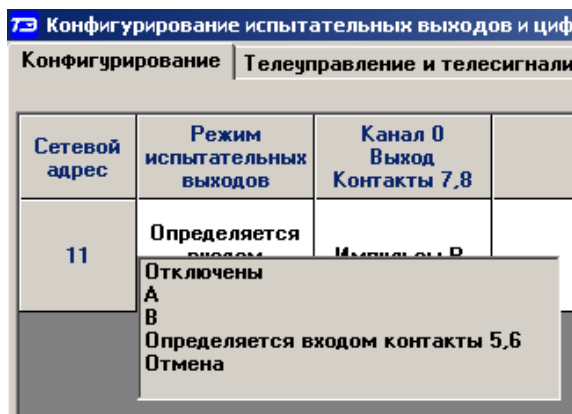 ТЭ Конфигурирование испытательных выходов и циф
Конфигурирование Телеуправление и телесигнали
Сетевой адрес
Режим испытательных выходов
Канал 0 Выход Контакты 7,8
11
Определяется
Отключены
A
B
Определяется входом контакты 5,6
Отмена